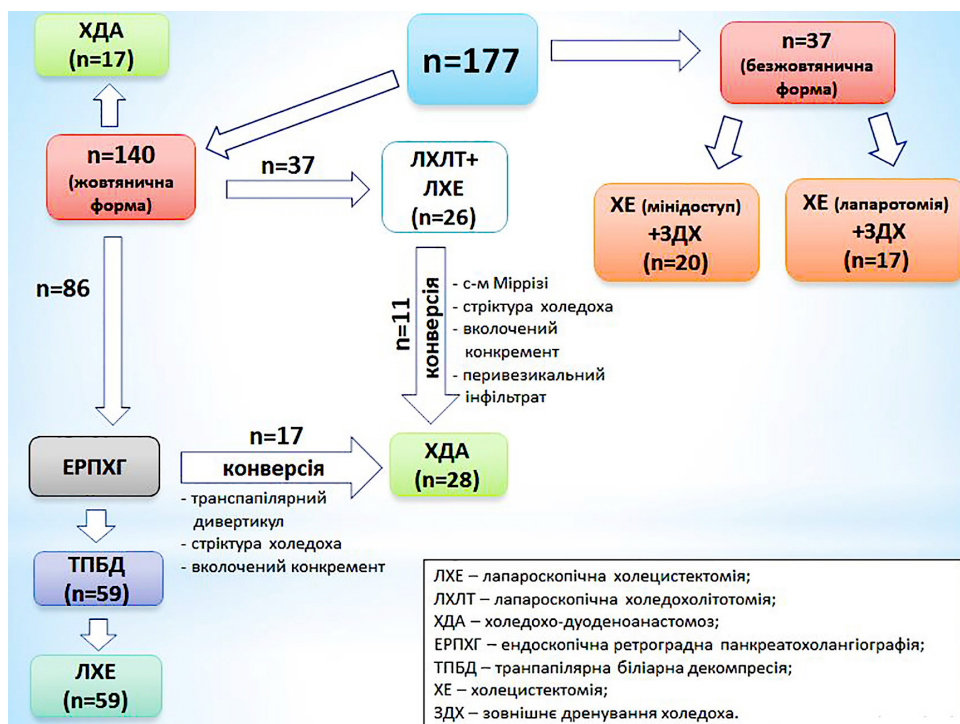 ХДА
(n=17)
n=177
n=37
(безжовтянична
форма)
n=140
(жовтянична
форма)
n=37
ЛХЛТ+
ЛХЕ
(n=26)
ХЕ (мінідоступ)
+ЗДХ
(n=20)
ХЕ (лапаротомія)
+ЗДХ
(n=17)
n=86
n=11
конверсія
- с-м Міррізі
- стріктура холедоха
- вколочений
конкремент
- перивезикальний
інфільтрат
ЕРПХГ
n=17
конверсія
- транспапілярний
дивертикул
- стріктура холедоха
- вколочений конкремент
ХДА
(n=28)
ТПБД
(n=59)
ЛХЕ
(n=59)
ЛХЕ – лапароскопічна холецистектомія;
ЛХЛТ – лапароскопічна холедохолітотомія;
ХДА – холедохо-дуоденоанастомоз;
ЕРПХГ – ендоскопічна ретроградна панкреатохолангіографія;
ТПБД – транпапілярна біліарна декомпресія;
ХЕ – холецистектомія;
ЗДХ – зовнішнє дренування холедоха.